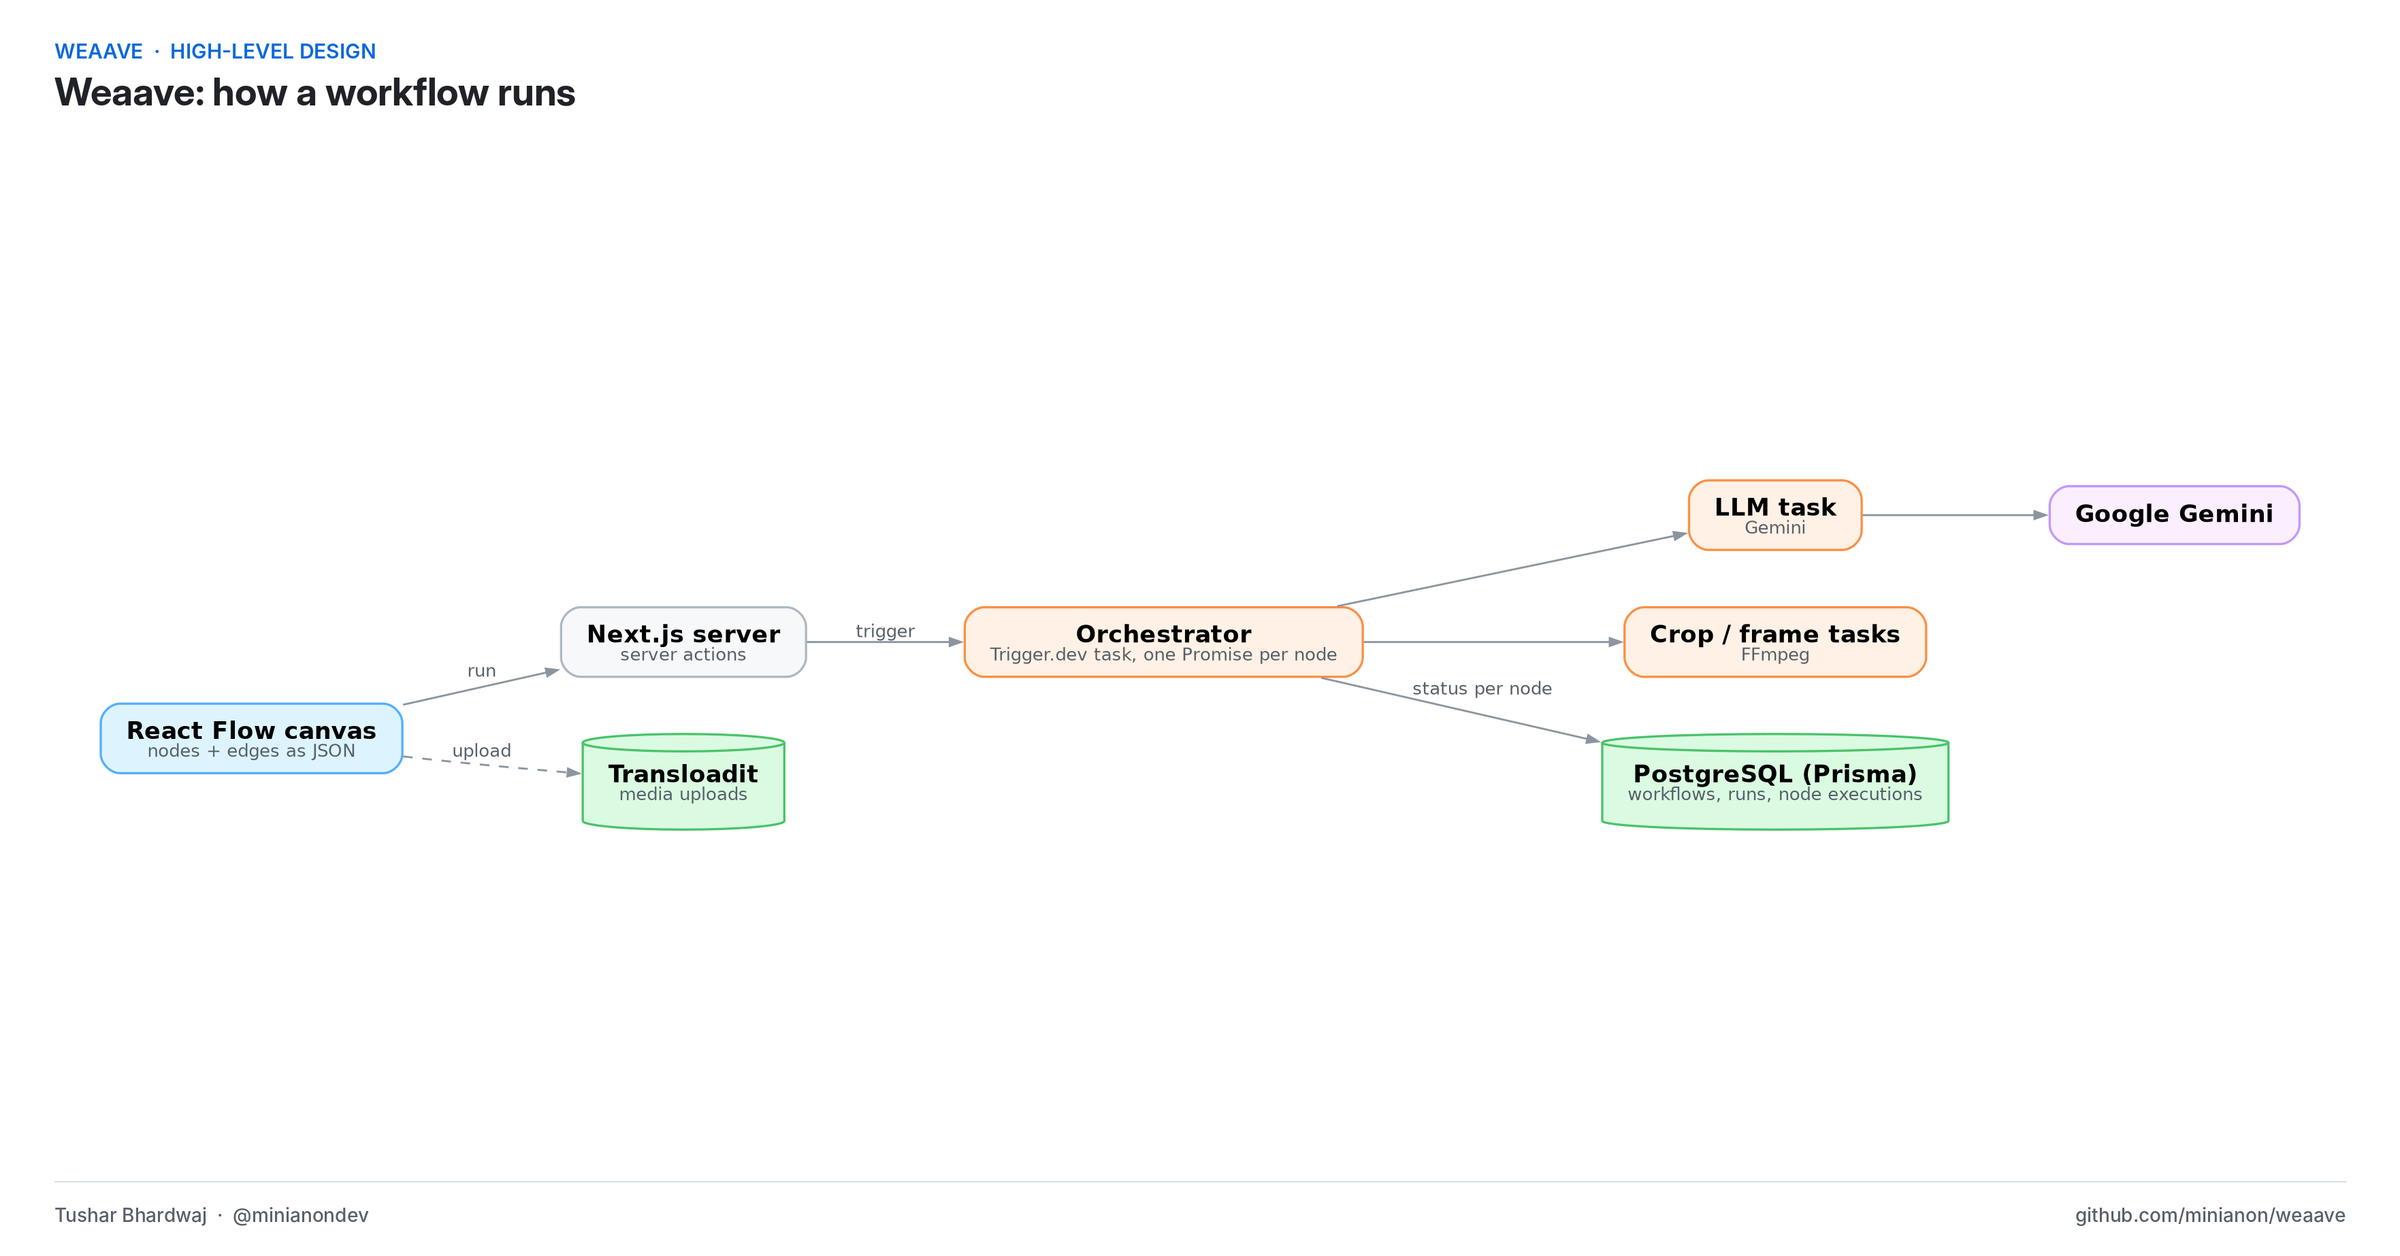 WEAAVE · HIGH-LEVEL DESIGN
Weaave: how a workflow runs
LLM task
Gemini
Google Gemini
Next.js server
server actions
trigger
Orchestrator
Trigger.dev task, one Promise per node
Crop / frame tasks
FFmpeg
run
status per node
React Flow canvas
nodes + edges as JSON
upload
Transloadit
media uploads
PostgreSQL (Prisma)
workflows, runs, node executions
Tushar Bhardwaj · @minianondev
github.com/minianon/weaave